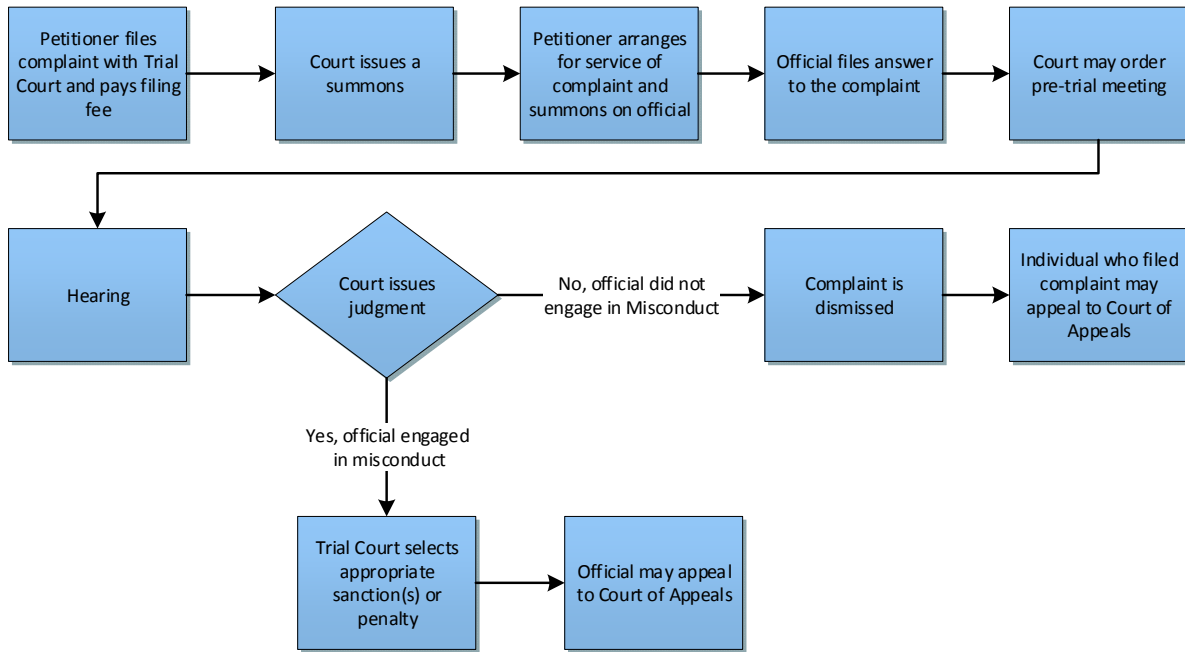 Petitioner files
complaint with Trial
Court and pays filing
fee
Court issues a
summons
Petitioner arranges
for service of
complaint and
summons on official
Official files answer
to the complaint
Court may order
pre-trial meeting
Hearing
Court issues
judgment
No, official did not
engage in Misconduct
Complaint is
dismissed
Individual who filed
complaint may
appeal to Court of
Appeals
Yes, official engaged
in misconduct
Trial Court selects
appropriate
sanction(s) or
penalty
Official may appeal
to Court of Appeals